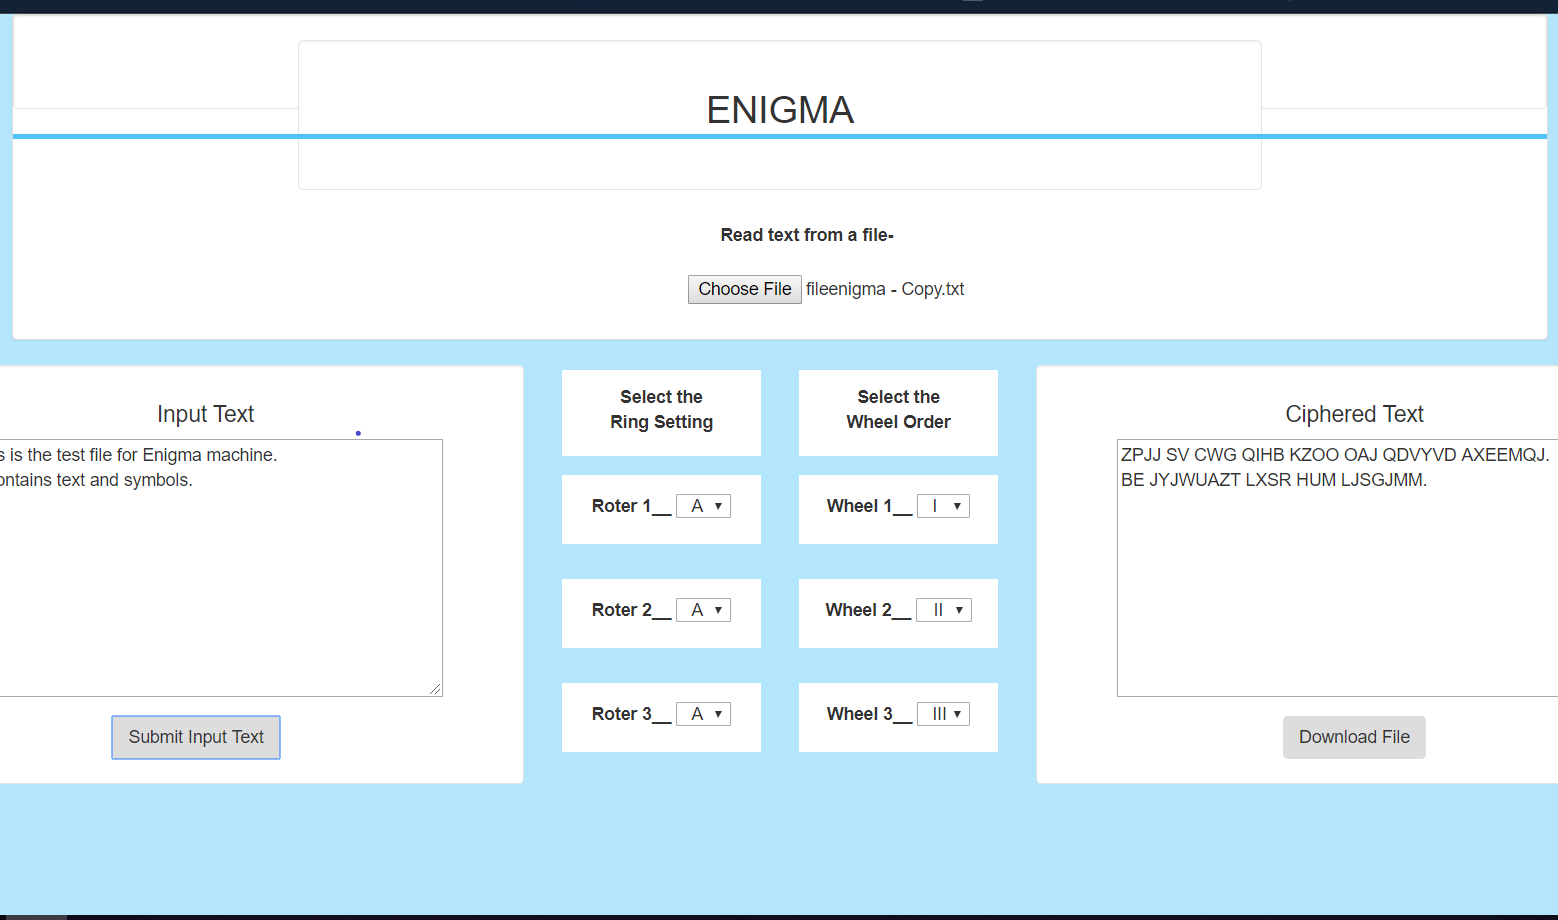 ENIGMA
Read text from a file-
Choose File fileenigma - Copy.txt
Input Text
s is the test file for Enigma machine.
ontains text and symbols.
Submit Input Text
Select the
Ring Setting
Roter 1__ A
Roter 2__ A
Roter 3__ A
Select the
Wheel Order
Wheel 1__ I
Wheel 2__ II
Wheel 3__ III
Ciphered Text
ZPJJ SV CWG QIHB KZOO OAJ QDVYVD AXEEMQJ.
BE JYJWUAZT LXSR HUM LJSGJMM.
Download File